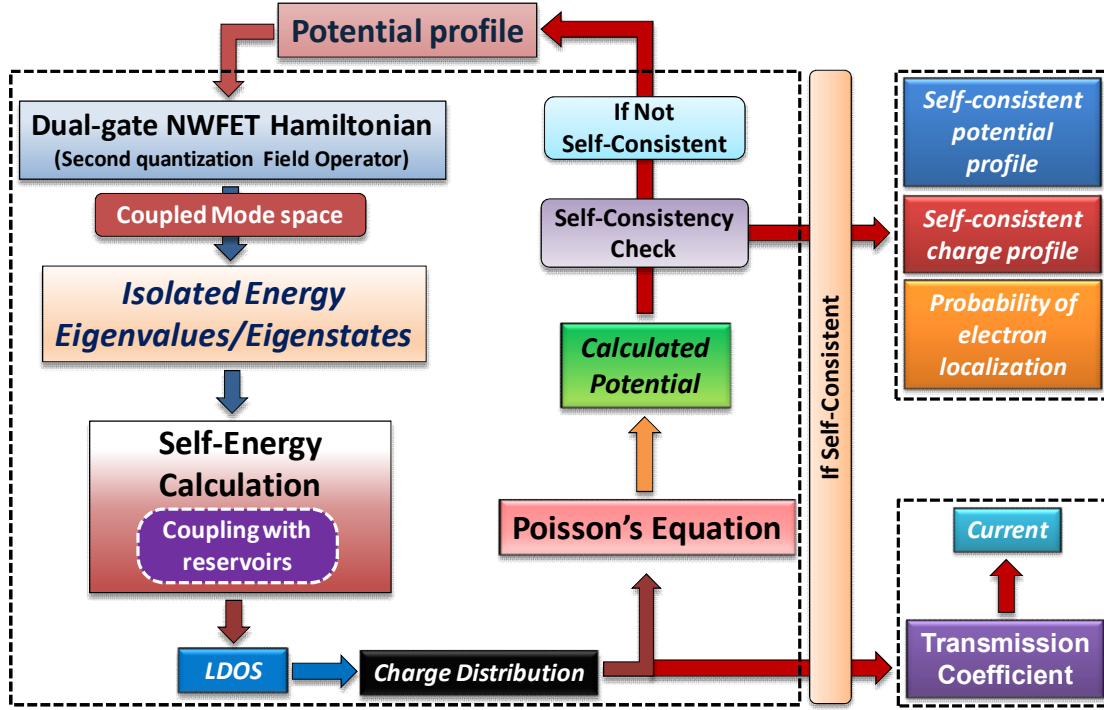 Potential profile
Dual-gate NWFET Hamiltonian
(Second quantization Field Operator)
Coupled Mode space
Isolated Energy
Eigenvalues/Eigenstates
Self-Energy
Calculation
Coupling with
reservoirs
LDOS
Charge Distribution
Poisson's Equation
Calculated
Potential
Self-Consistency
Check
If Not
Self-Consistent
If Self-Consistent
Self-consistent
potential
profile
Self-consistent
charge profile
Probability of
electron
localization
Current
Transmission
Coefficient